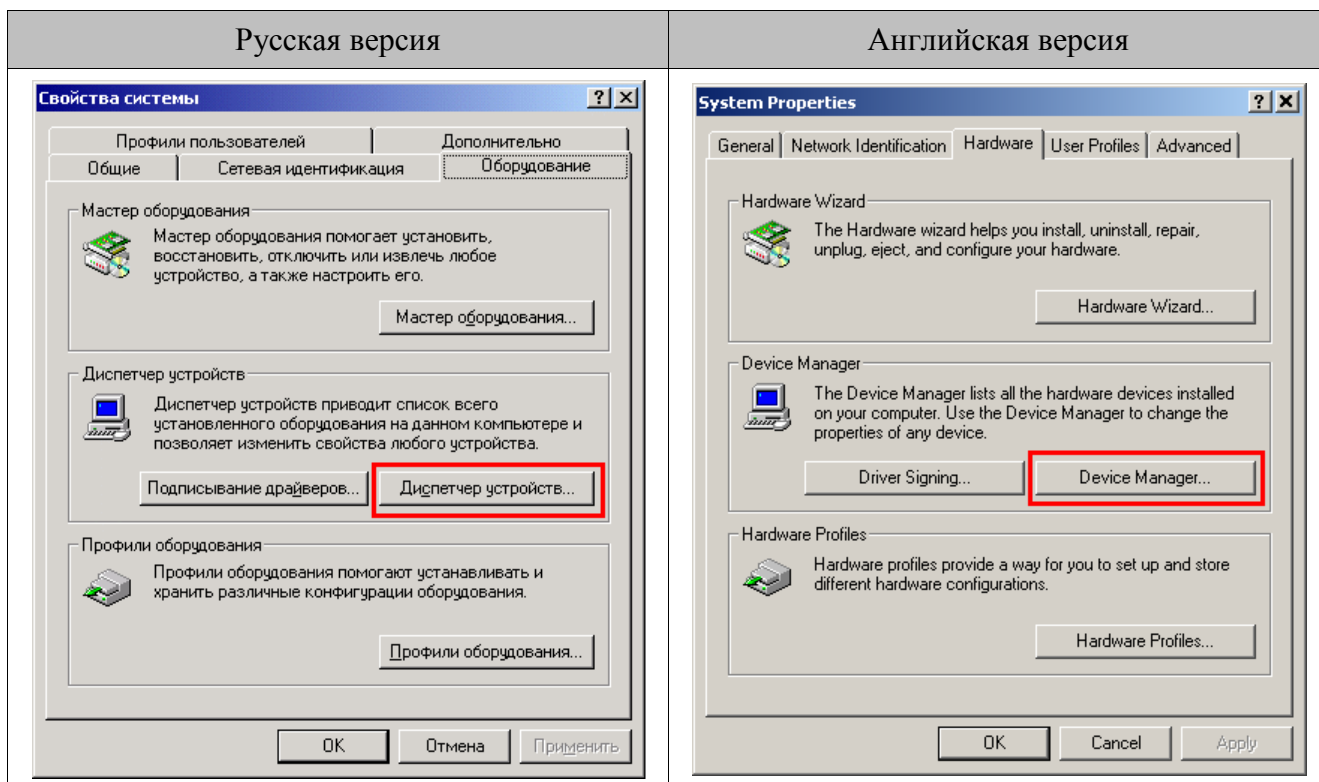 Русская версия
Английская версия
Свойства системы
Профили пользователей Дополнительно
Общие Сетевая идентификация Оборудование
Мастер оборудования
Мастер оборудования помогает установить,
восстановить, отключить или извлечь любое
устройство, а также настроить его.
Мастер оборудования...
Диспетчер устройств
Диспетчер устройств приводит список всего
установленного оборудования на данном компьютере и
позволяет изменить свойства любого устройства.
Подписывание драйверов... Диспетчер устройств...
Профили оборудования
Профили оборудования помогают устанавливать и
хранить различные конфигурации оборудования.
Профили оборудования...
OK Отмена Применить
System Properties
General Network Identification Hardware User Profiles Advanced
Hardware Wizard
The Hardware wizard helps you install, uninstall, repair,
unplug, eject, and configure your hardware.
Hardware Wizard...
Device Manager
The Device Manager lists all the hardware devices installed
on your computer. Use the Device Manager to change the
properties of any device.
Driver Signing... Device Manager...
Hardware Profiles
Hardware profiles provide a way for you to set up and store
different hardware configurations.
Hardware Profiles...
OK Cancel Apply